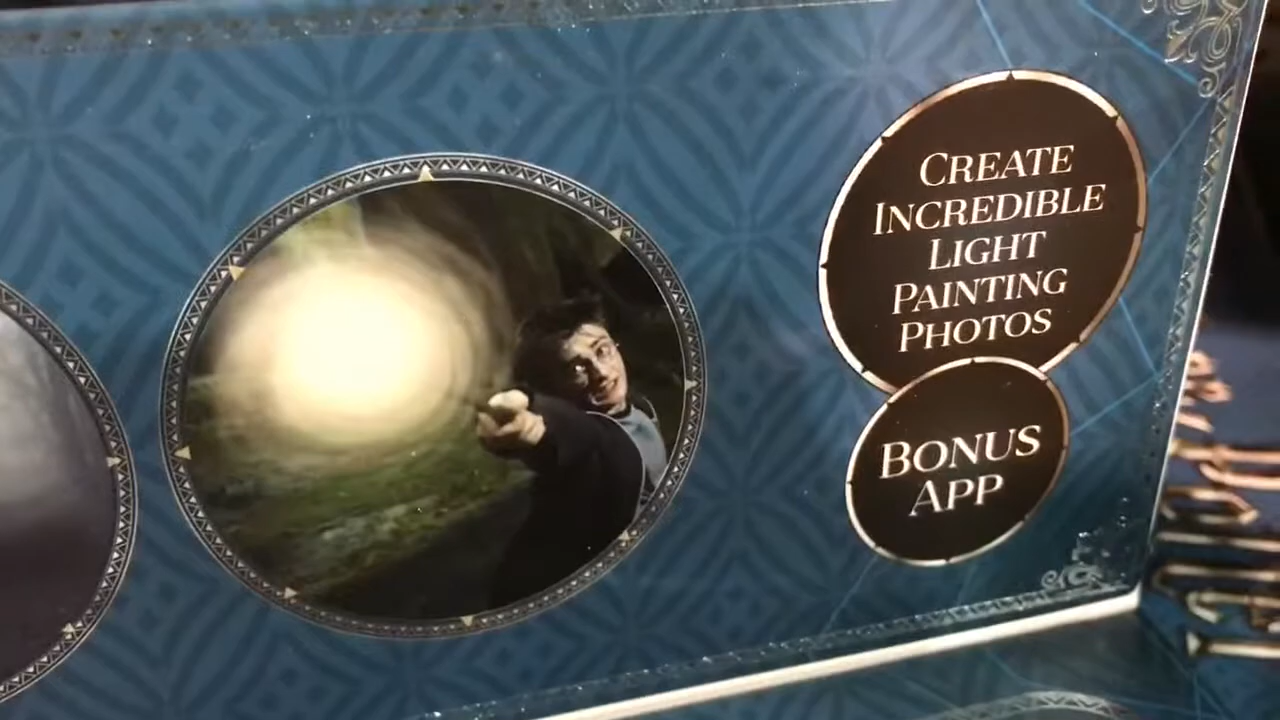 CREATE
INCREDIBLE
LIGHT
PAINTING
PHOTOS
BONUS
APP